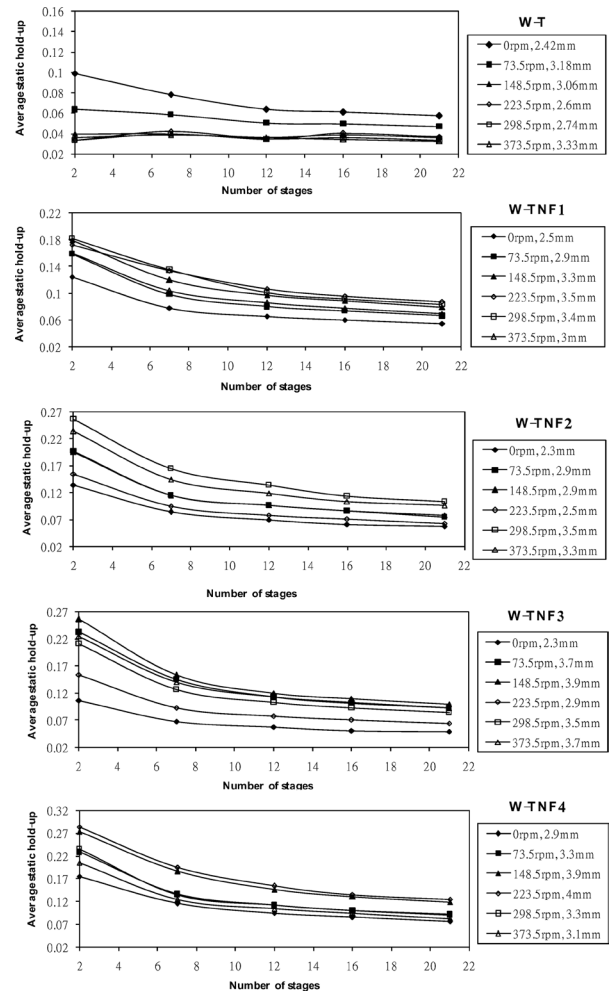 W-T
0.16
0.14
0.12
0.1
0.08
0.06
0.04
0.02
Average static hold-up
2 4 6 8 10 12 14 16 18 20 22
Number of stages
0rpm,2.42mm
73.5rpm,3.18mm
148.5rpm,3.06mm
223.5rpm,2.6mm
298.5rpm,2.74mm
373.5rpm,3.33mm
W-TNF1
0.22
0.18
0.14
0.1
0.06
0.02
Average static hold-up
2 4 6 8 10 12 14 16 18 20 22
Number of stages
0rpm,2.5mm
73.5rpm,2.9mm
148.5rpm,3.3mm
223.5rpm,3.5mm
298.5rpm,3.4mm
373.5rpm,3mm
W-TNF2
0.27
0.22
0.17
0.12
0.07
0.02
Average static hold-up
2 4 6 8 10 12 14 16 18 20 22
Number of stages
0rpm,2.3mm
73.5rpm,2.9mm
148.5rpm,2.9mm
223.5rpm,2.5mm
298.5rpm,3.5mm
373.5rpm,3.3mm
W-TNF3
0.27
0.22
0.17
0.12
0.07
0.02
Average static hold-up
2 4 6 8 10 12 14 16 18 20 22
Number of stages
0rpm,2.3mm
73.5rpm,3.7mm
148.5rpm,3.9mm
223.5rpm,2.9mm
298.5rpm,3.5mm
373.5rpm,3.7mm
W-TNF4
0.32
0.27
0.22
0.17
0.12
0.07
0.02
Average static hold-up
2 4 6 8 10 12 14 16 18 20 22
Number of stages
0rpm,2.9mm
73.5rpm,3.3mm
148.5rpm,3.9mm
223.5rpm,4mm
298.5rpm,3.3mm
373.5rpm,3.1mm